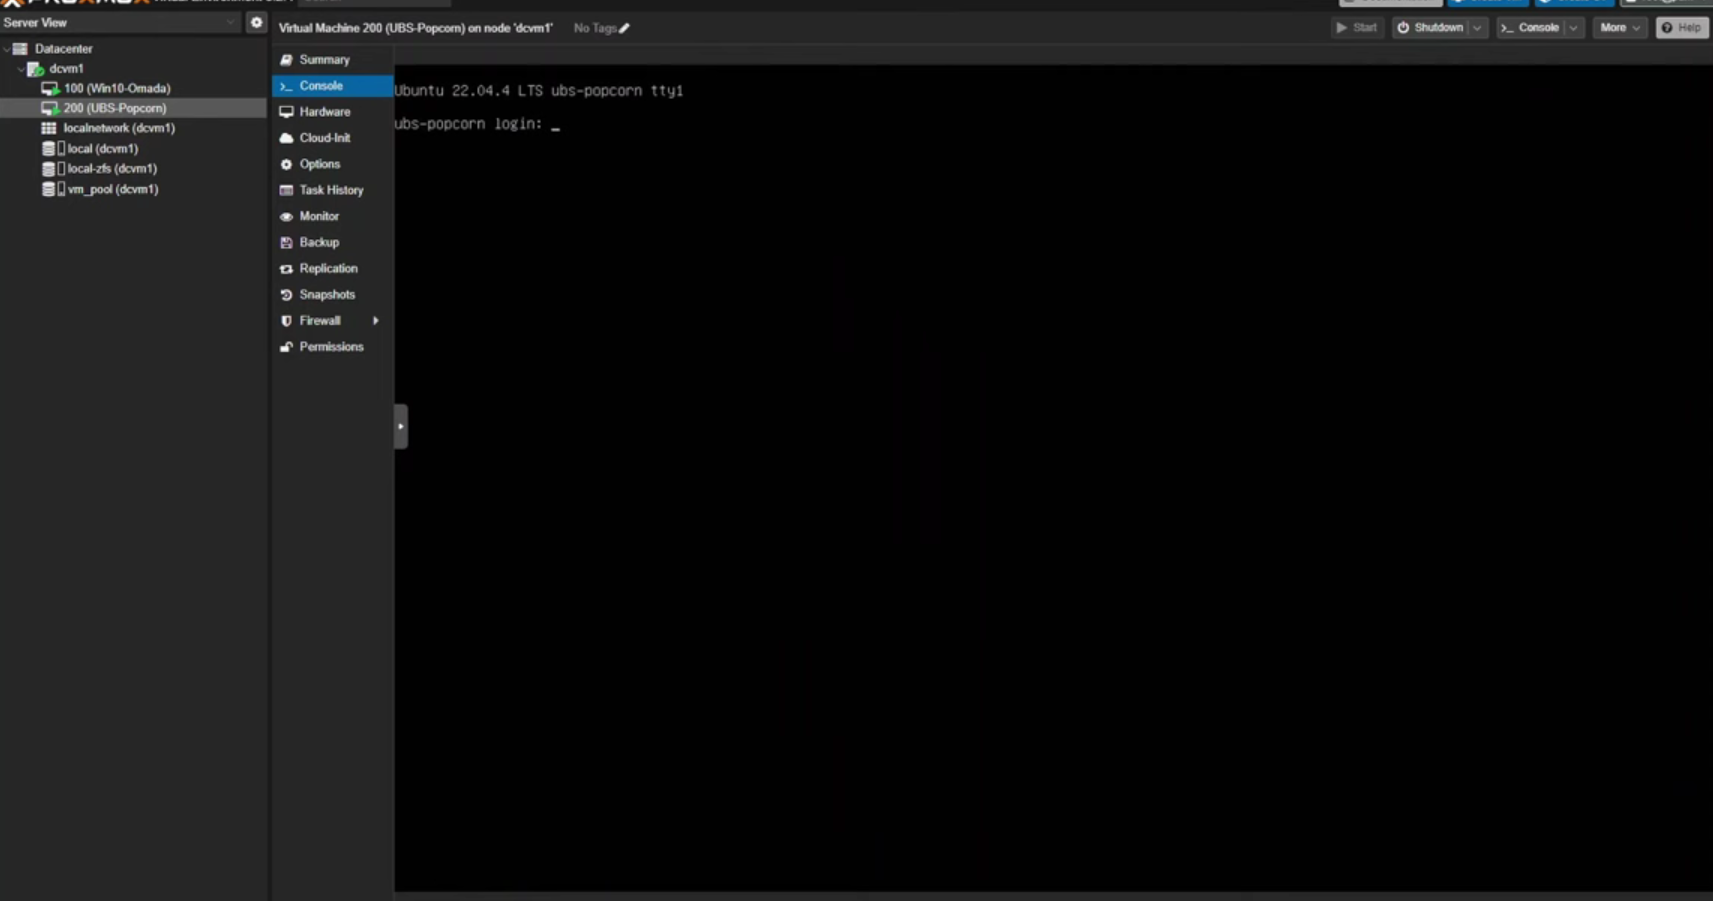 Server View
Virtual Machine 200 (UBS-Popcorn) on node 'dcvm1'
No Tags
Start
Shutdown
Console
More
Help
Datacenter
dcvm1
100 (Win10-Omada)
200 (UBS-Popcorn)
localnetwork (dcvm1)
local (dcvm1)
local-zfs (dcvm1)
vm_pool (dcvm1)
Summary
>_ Console
Hardware
Cloud-Init
Options
Task History
Monitor
Backup
Replication
Snapshots
Firewall
Permissions
Ubuntu 22.04.4 LTS ubs-popcorn tty1
ubs-popcorn login: _